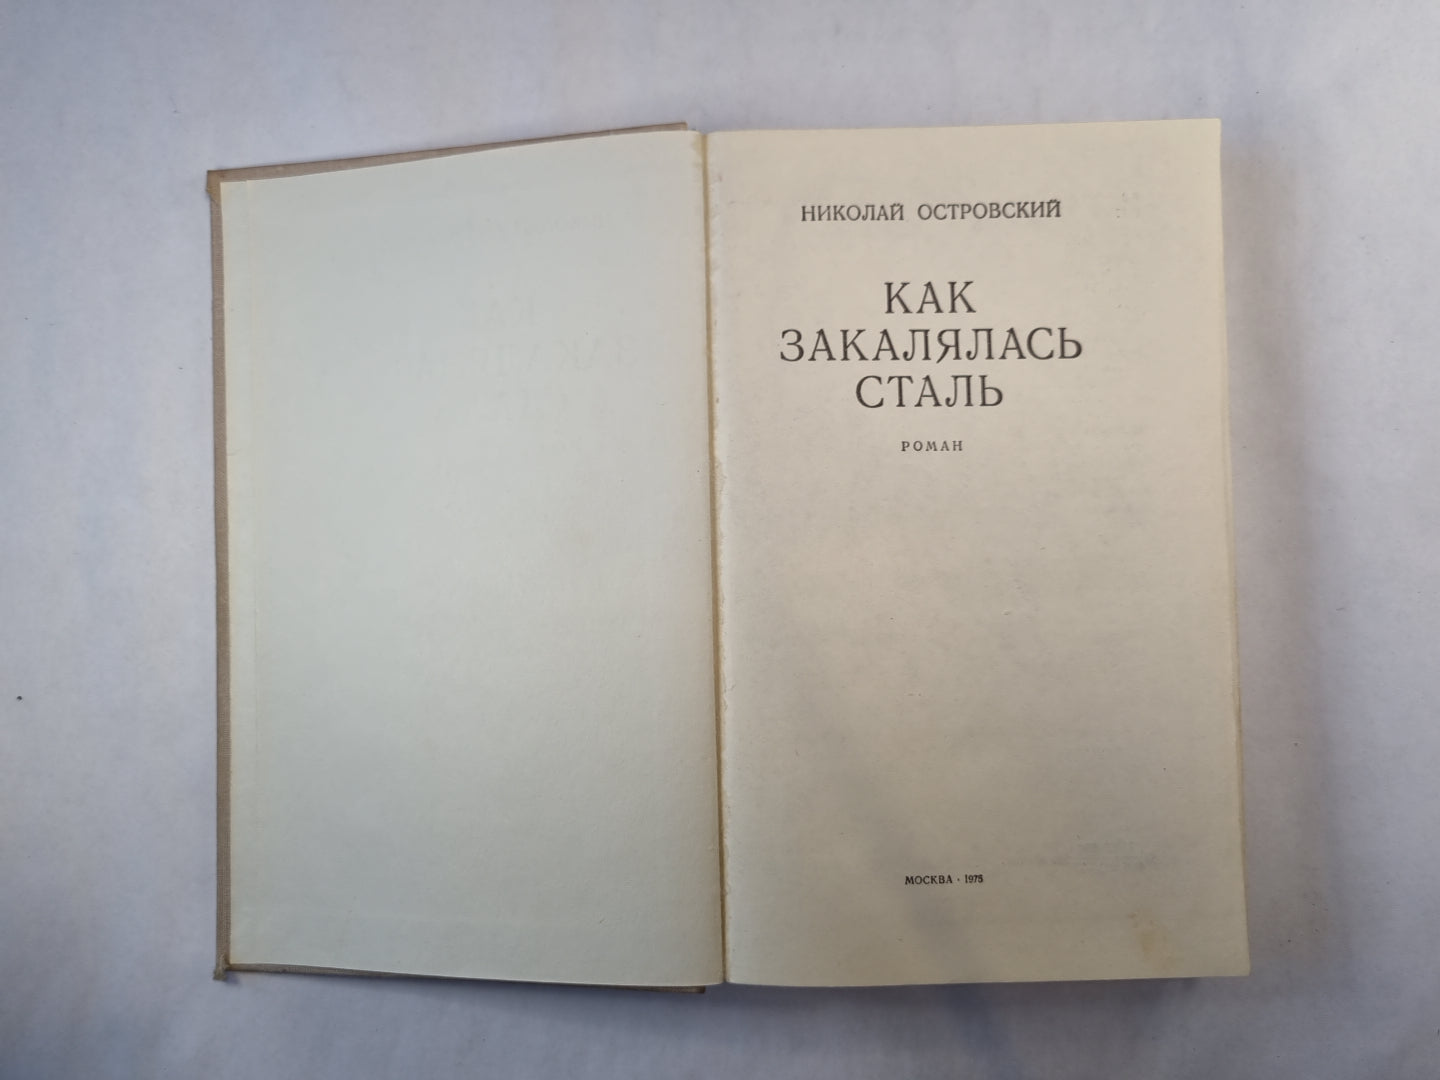 НИКОЛАЙ ОСТРОВСКИЙ
КАК
ЗАКАЛЯЛАСЬ
СТАЛЬ
РОМАН
МОСКВА · 1975